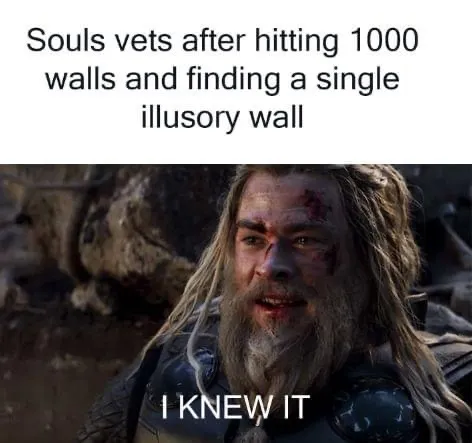 Souls vets after hitting 1000
walls and finding a single
illusory wall
I KNEW IT